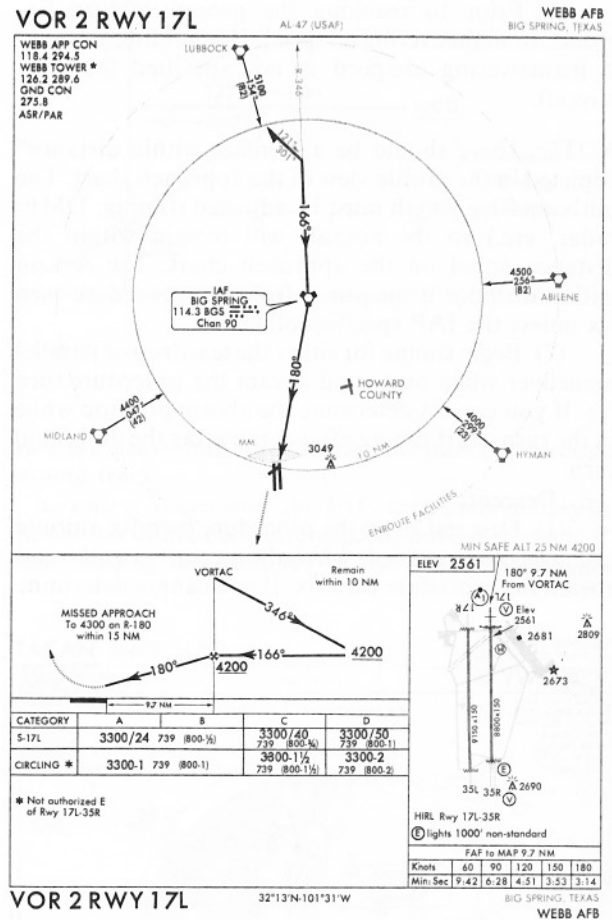 VOR 2 RWY 17L
AL-47 (USAF)
WEBB AFB
BIG SPRING, TEXAS
WEBB APP CON
118.4 294.5
WEBB TOWER *
126.2 289.6
GND CON
275.8
ASR/PAR
LUBBOCK
R-346
5100
154°
(82)
121°
301°
166°
IAF
BIG SPRING
114.3 BGS
Chan 90
4500
256°
(82)
ABILENE
180°
HOWARD
COUNTY
4400
047°
(42)
MIDLAND
4000
299°
(23)
HYMAN
MM
3049
10 NM
ENROUTE FACILITIES
MIN SAFE ALT 25 NM 4200
VORTAC
Remain
within 10 NM
MISSED APPROACH
To 4300 on R-180
within 15 NM
346°
180°
166°
4200
4200
9.7 NM
CATEGORY A B C D
S-17L 3300/24 739 (800-½) 3300/40 739 (800-¾) 3300/50 739 (800-1)
CIRCLING * 3300-1 739 (800-1) 3300-1½ 739 (800-1½) 3300-2 739 (800-2)
* Not authorized E
of Rwy 17L-35R
ELEV 2561
180° 9.7 NM
From VORTAC
A1
17R
17L
V
Elev
2561
2681
2809
M
2673
9150x150
8800x150
E
35L 35R
2690
V
HIRL Rwy 17L-35R
E lights 1000' non-standard
FAF to MAP 9.7 NM
Knots 60 90 120 150 180
Min:Sec 9:42 6:28 4:51 3:53 3:14
VOR 2 RWY 17L
32°13'N-101°31'W
BIG SPRING, TEXAS
WEBB AFB